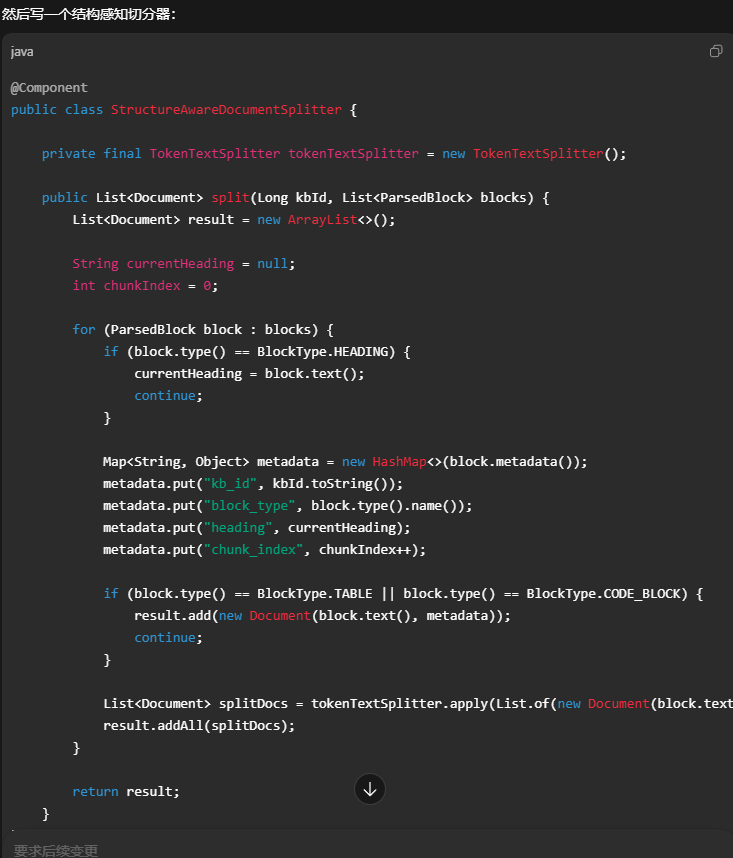 然后写一个结构感知切分器：
java
@Component
public class StructureAwareDocumentSplitter {
    private final TokenTextSplitter tokenTextSplitter = new TokenTextSplitter();
    public List<Document> split(Long kbId, List<ParsedBlock> blocks) {
        List<Document> result = new ArrayList<>();
        String currentHeading = null;
        int chunkIndex = 0;
        for (ParsedBlock block : blocks) {
            if (block.type() == BlockType.HEADING) {
                currentHeading = block.text();
                continue;
            }
            Map<String, Object> metadata = new HashMap<>(block.metadata());
            metadata.put("kb_id", kbId.toString());
            metadata.put("block_type", block.type().name());
            metadata.put("heading", currentHeading);
            metadata.put("chunk_index", chunkIndex++);
            if (block.type() == BlockType.TABLE || block.type() == BlockType.CODE_BLOCK) {
                result.add(new Document(block.text(), metadata));
                continue;
            }
            List<Document> splitDocs = tokenTextSplitter.apply(List.of(new Document(block.text
            result.addAll(splitDocs);
        }
        return result;
    }
要求后续变更